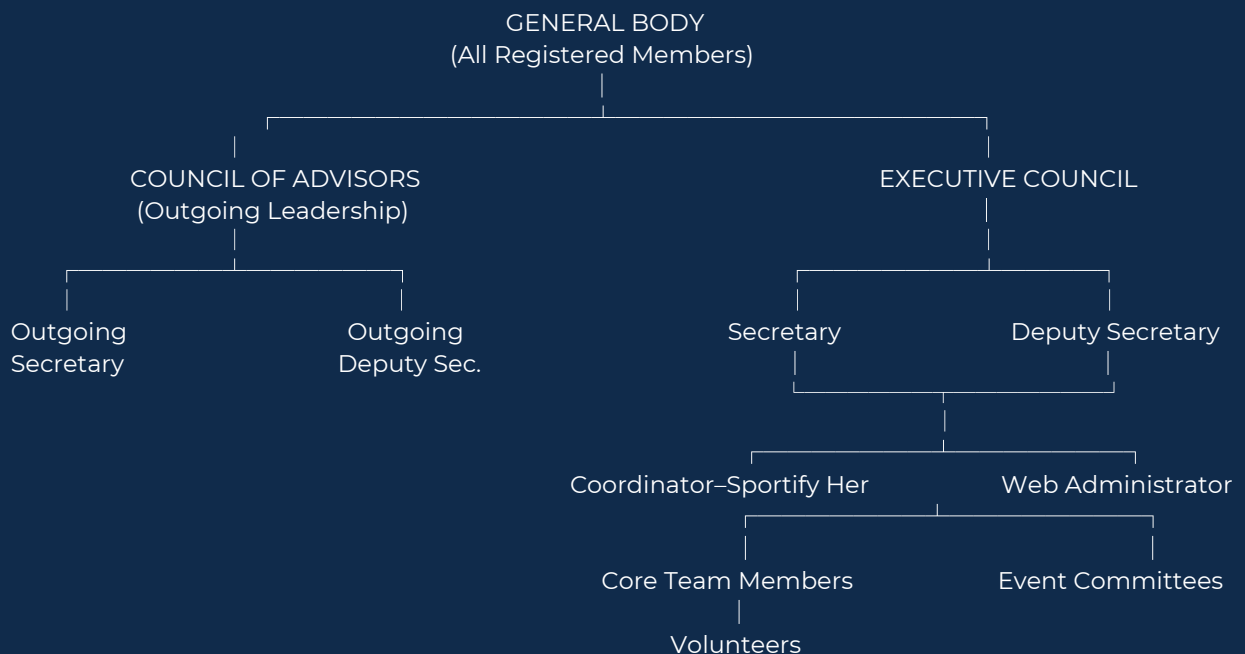 GENERAL BODY
(All Registered Members)
COUNCIL OF ADVISORS
(Outgoing Leadership)
EXECUTIVE COUNCIL
Outgoing
Secretary
Outgoing
Deputy Sec.
Secretary
Deputy Secretary
Coordinator–Sportify Her
Web Administrator
Core Team Members
Event Committees
Volunteers